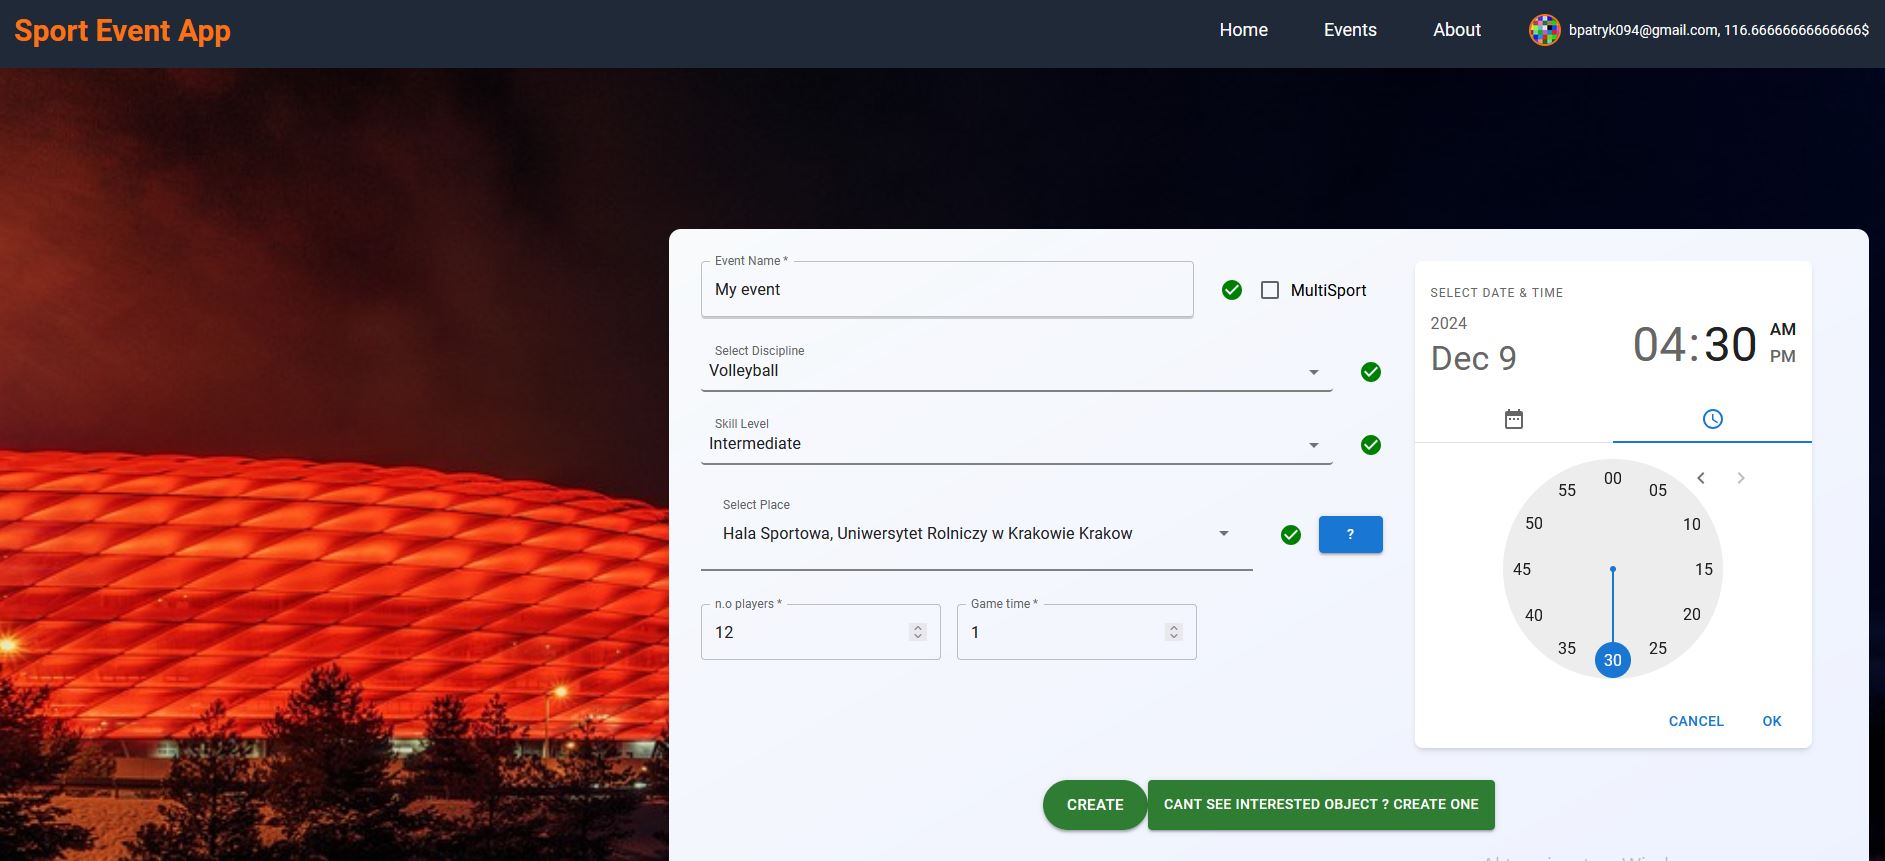 Sport Event App
Home
Events
About
bpatryk094@gmail.com, 116.66666666666666$
Event Name *
My event
MultiSport
Select Discipline
Volleyball
Skill Level
Intermediate
Select Place
Hala Sportowa, Uniwersytet Rolniczy w Krakowie Krakow
?
n.o players *
12
Game time *
1
SELECT DATE & TIME
2024
Dec 9
04:30
AM
PM
00
05
10
15
20
25
30
35
40
45
50
55
CANCEL
OK
CREATE
CANT SEE INTERESTED OBJECT ? CREATE ONE